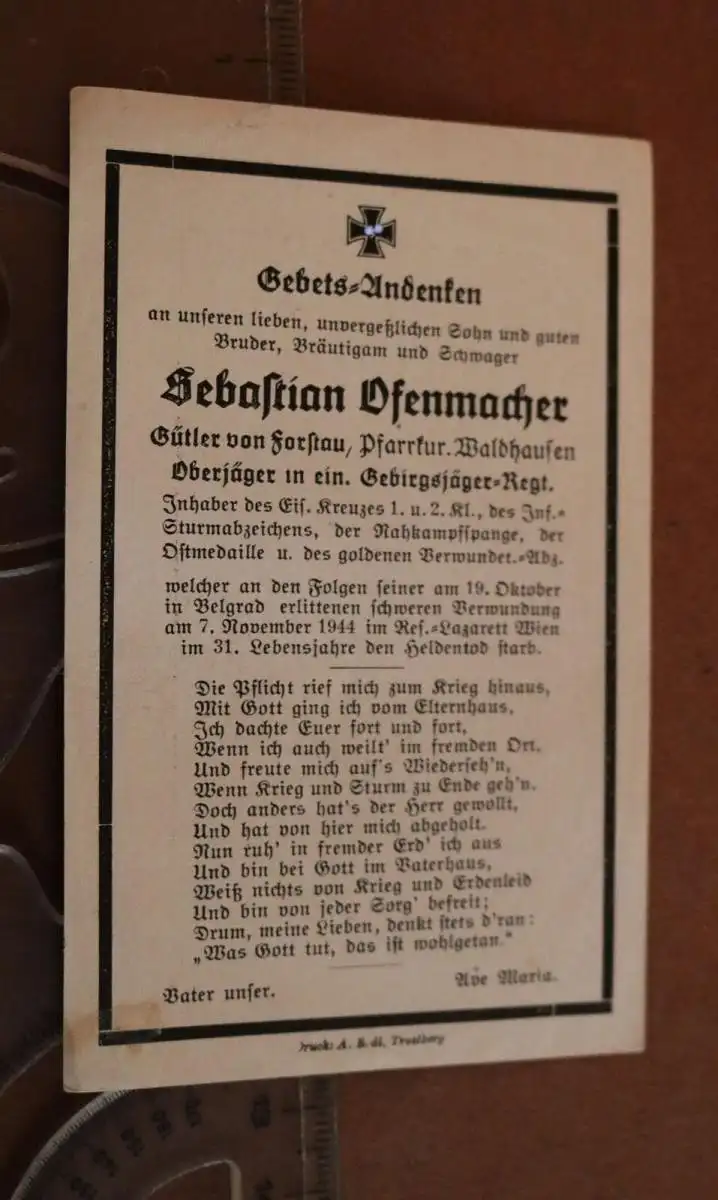 Gebets-Andenken
an unseren lieben, unvergeßlichen Sohn und guten
Bruder, Bräutigam und Schwager
Sebastian Ofenmacher
Gütler von Forstau, Pfarrkur. Waldhausen
Oberjäger in ein. Gebirgsjäger-Regt.
Inhaber des Eis. Kreuzes 1. u. 2. Kl., des Inf.-
Sturmabzeichens, der Nahkampfspange, der
Ostmedaille u. des goldenen Verwundet.-Abz.
welcher an den Folgen seiner am 19. Oktober
in Belgrad erlittenen schweren Verwundung
am 7. November 1944 im Res.-Lazarett Wien
im 31. Lebensjahre den Heldentod starb.
Die Pflicht rief mich zum Krieg hinaus,
Mit Gott ging ich vom Elternhaus,
Ich dachte Euer fort und fort,
Wenn ich auch weilt' im fremden Ort.
Und freute mich auf's Wiederseh'n,
Wenn Krieg und Sturm zu Ende geh'n.
Doch anders hat's der Herr gewollt,
Und hat von hier mich abgeholt.
Nun ruh' in fremder Erd' ich aus
Und bin bei Gott im Vaterhaus,
Weiß nichts von Krieg und Erdenleid
Und bin von jeder Sorg' befreit;
Drum, meine Lieben, denkt stets d'ran:
„Was Gott tut, das ist wohlgetan."
Vater unser. Ave Maria.
Druck: A.